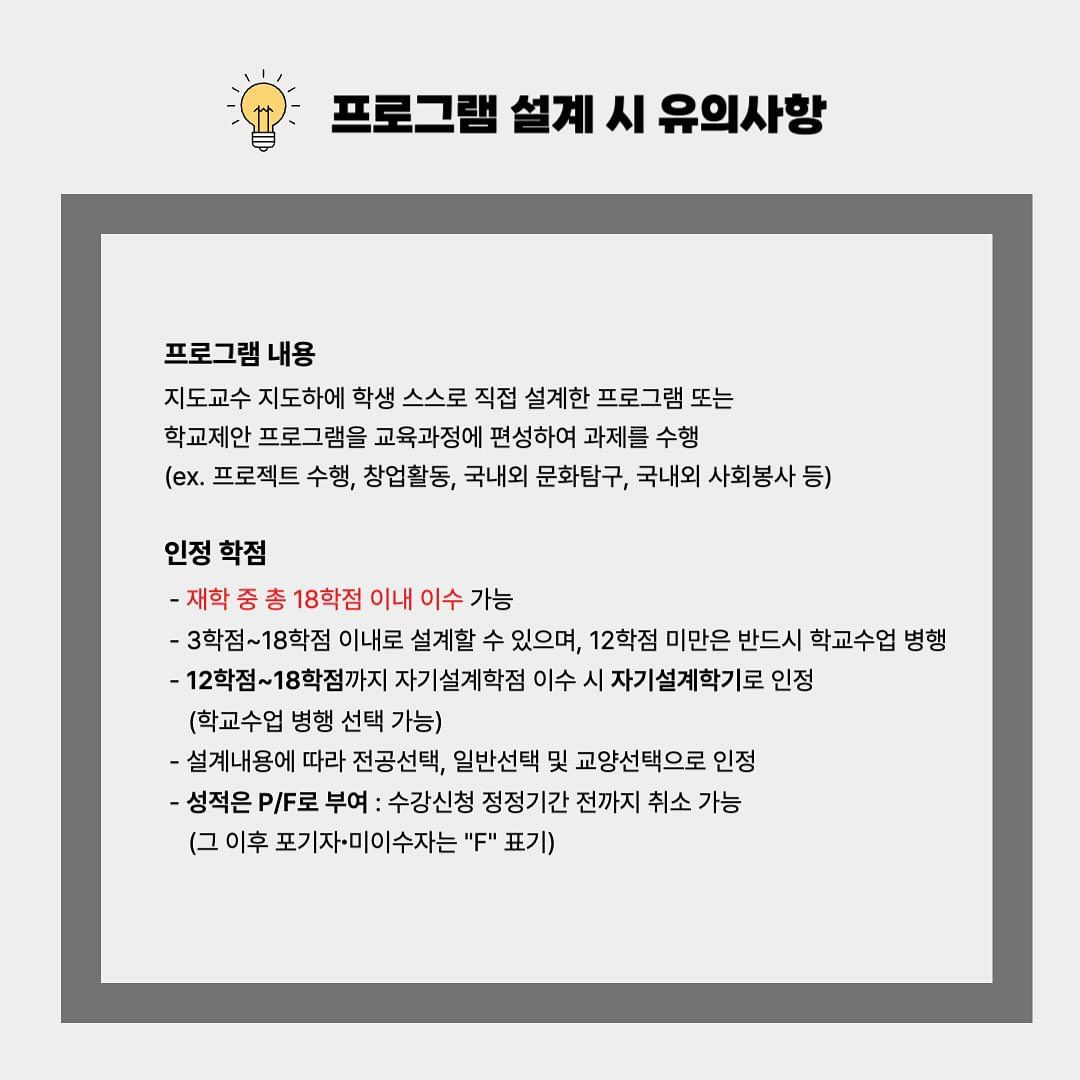 프로그램 설계 시 유의사항
프로그램 내용
지도교수 지도하에 학생 스스로 직접 설계한 프로그램 또는
학교제안 프로그램을 교육과정에 편성하여 과제를 수행
(ex. 프로젝트 수행, 창업활동, 국내외 문화탐구, 국내외 사회봉사 등)
인정 학점
- 재학 중 총 18학점 이내 이수 가능
- 3학점~18학점 이내로 설계할 수 있으며, 12학점 미만은 반드시 학교수업 병행
- 12학점~18학점까지 자기설계학점 이수 시 자기설계학기로 인정
(학교수업 병행 선택 가능)
- 설계내용에 따라 전공선택, 일반선택 및 교양선택으로 인정
- 성적은 P/F로 부여 : 수강신청 정정기간 전까지 취소 가능
(그 이후 포기자•미이수자는 "F" 표기)